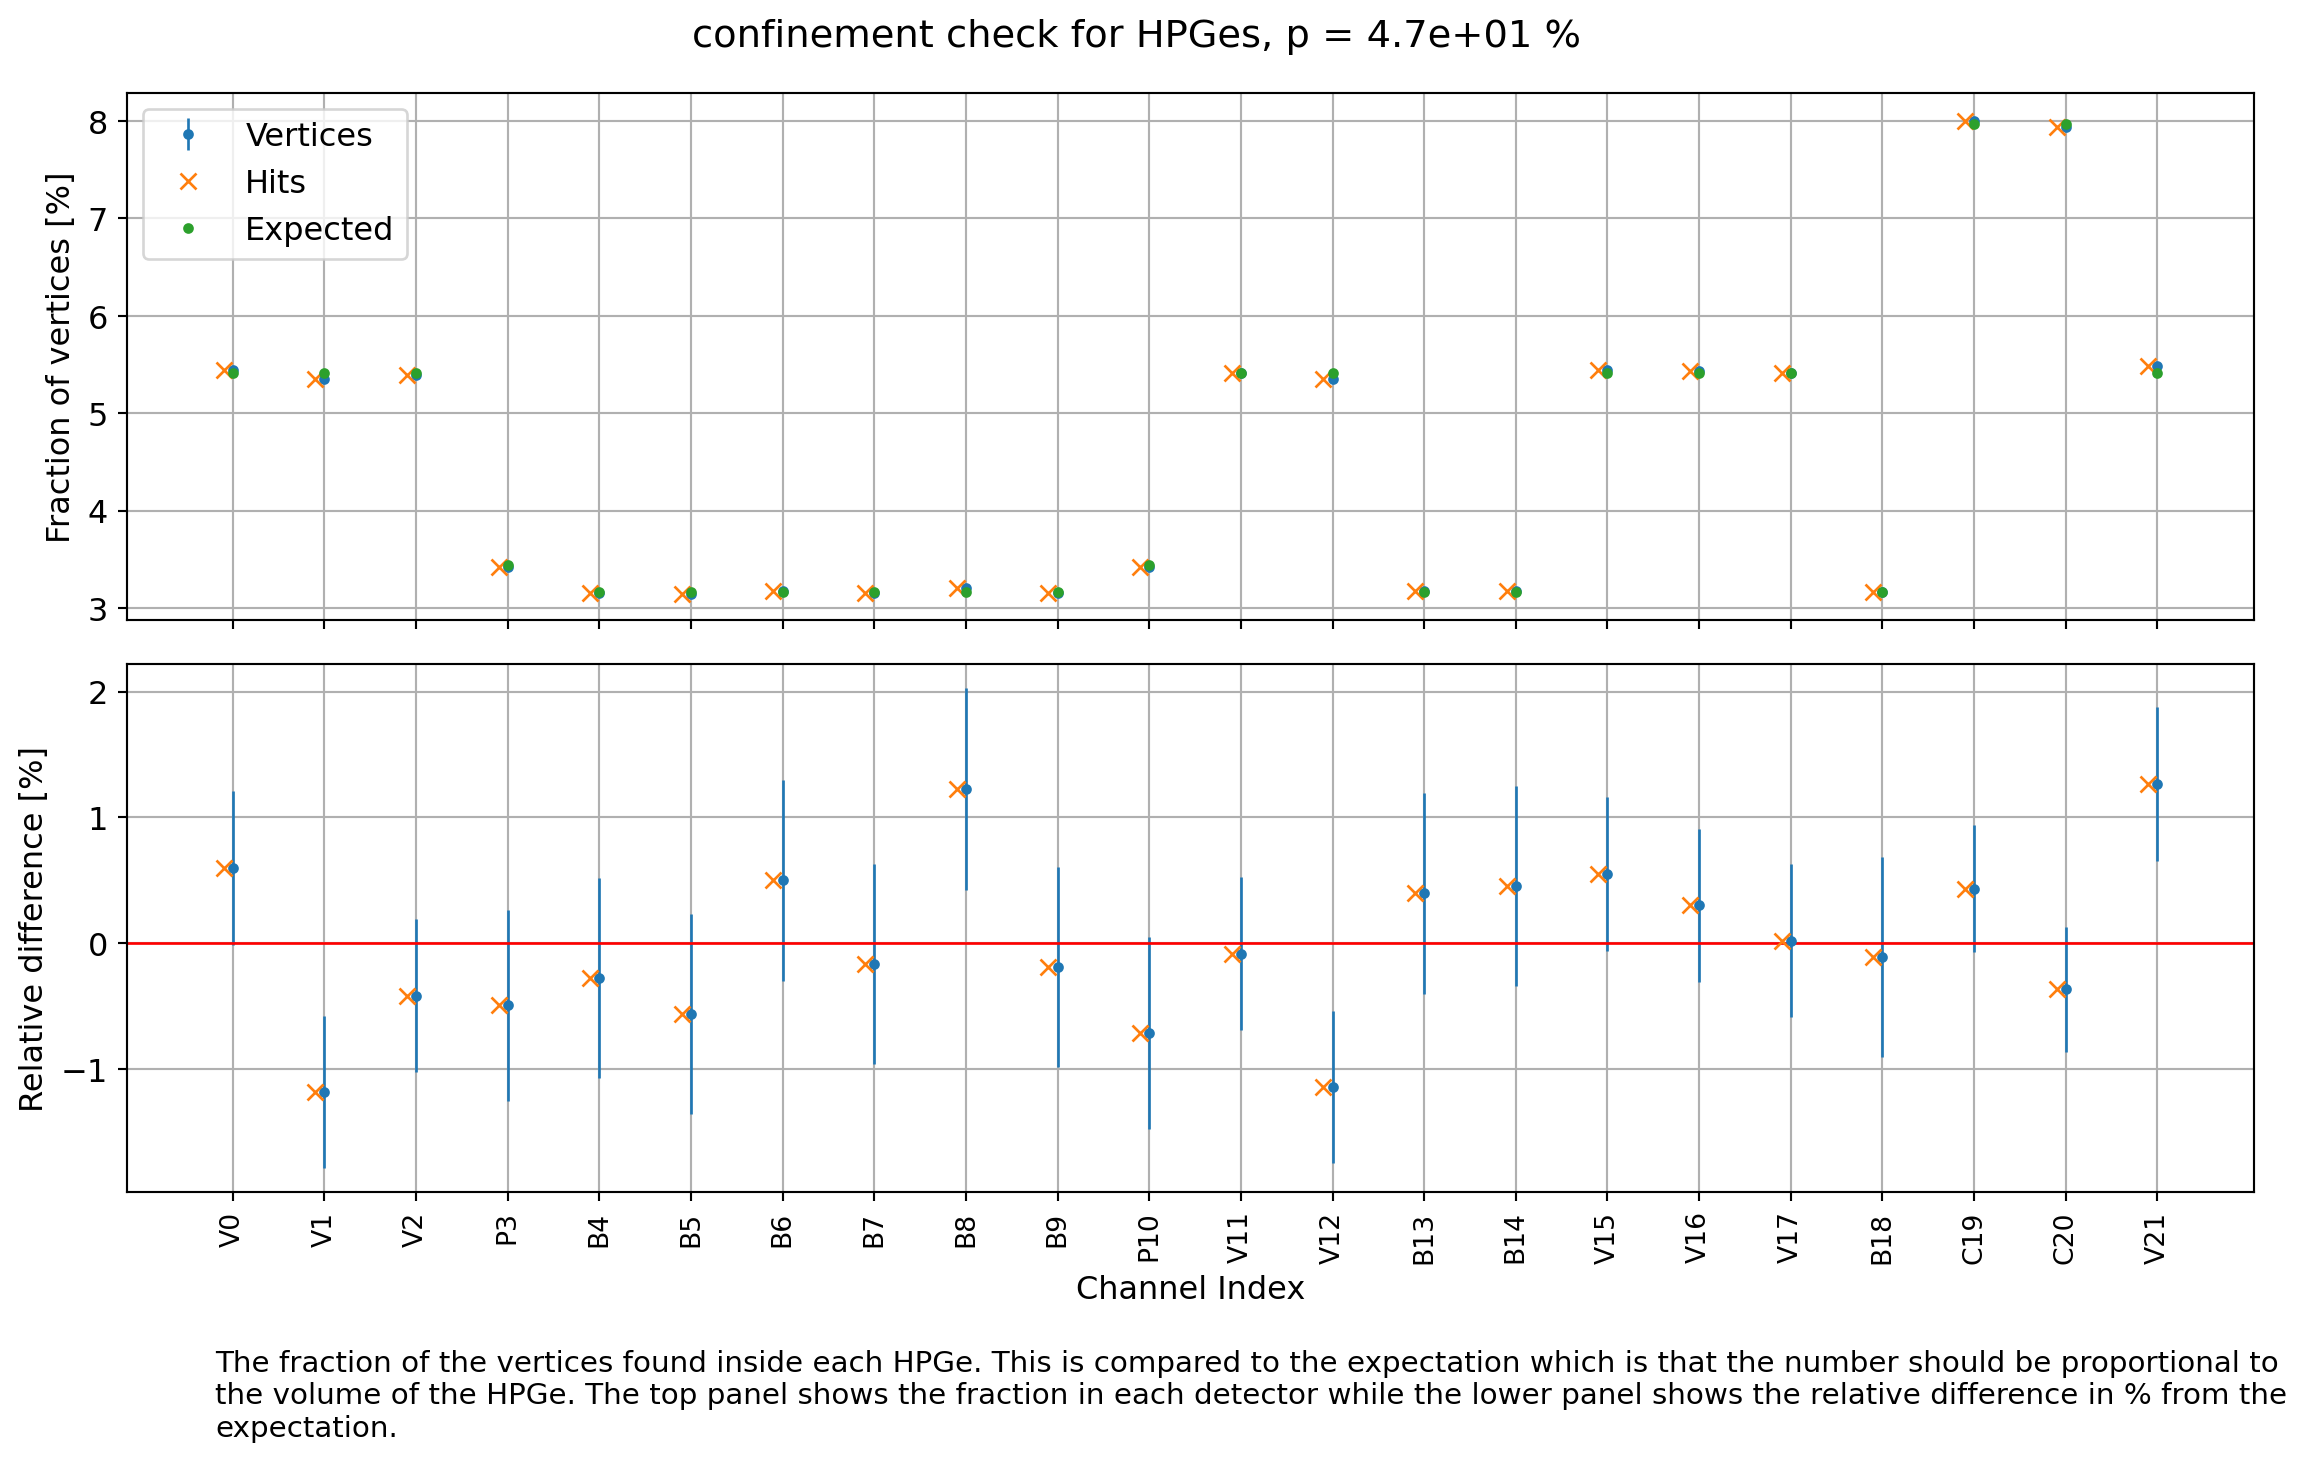 confinement check for HPGes, p = 4.7e+01 %
Fraction of vertices [%]
8
7
6
5
4
3
Vertices
Hits
Expected
Relative difference [%]
2
1
0
−1
V0 V1 V2 P3 B4 B5 B6 B7 B8 B9 P10 V11 V12 B13 B14 V15 V16 V17 B18 C19 C20 V21
Channel Index
The fraction of the vertices found inside each HPGe. This is compared to the expectation which is that the number should be proportional to
the volume of the HPGe. The top panel shows the fraction in each detector while the lower panel shows the relative difference in % from the
expectation.